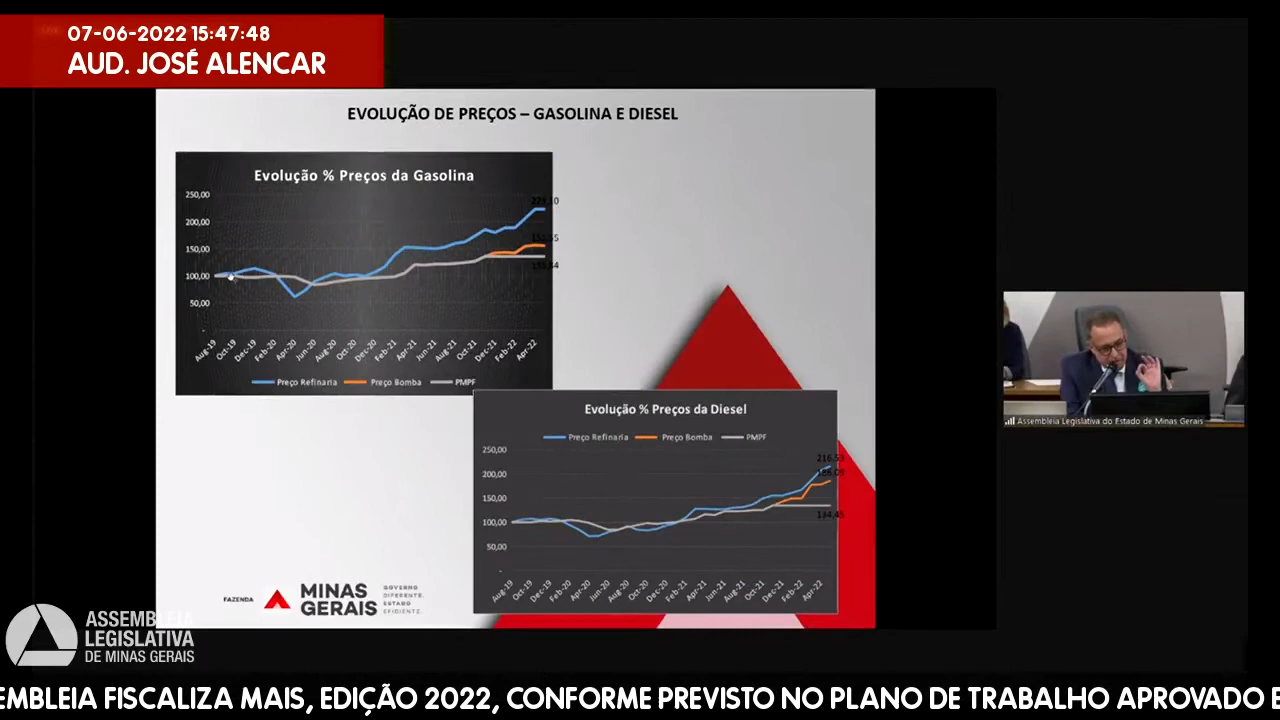 07-06-2022 15:47:48
AUD. JOSÉ ALENCAR
EVOLUÇÃO DE PREÇOS – GASOLINA E DIESEL
Evolução % Preços da Gasolina
250,00
200,00
150,00
100,00
50,00
-
Aug-19 Oct-19 Dec-19 Feb-20 Apr-20 Jun-20 Aug-20 Oct-20 Dec-20 Feb-21 Apr-21 Jun-21 Aug-21 Oct-21 Dec-21 Feb-22 Apr-22
Preço Refinaria Preço Bomba PMPF
Evolução % Preços da Diesel
Preço Refinaria Preço Bomba PMPF
250,00
216,53
200,00
150,00
134,45
100,00
50,00
-
Aug-19 Oct-19 Dec-19 Feb-20 Apr-20 Jun-20 Aug-20 Oct-20 Dec-20 Feb-21 Apr-21 Jun-21 Aug-21 Oct-21 Dec-21 Feb-22 Apr-22
FAZENDA
MINAS
GERAIS
GOVERNO
DIFERENTE.
ESTADO
EFICIENTE.
Assembleia Legislativa do Estado de Minas Gerais
ASSEMBLEIA
LEGISLATIVA
DE MINAS GERAIS
EMBLEIA FISCALIZA MAIS, EDIÇÃO 2022, CONFORME PREVISTO NO PLANO DE TRABALHO APROVADO E